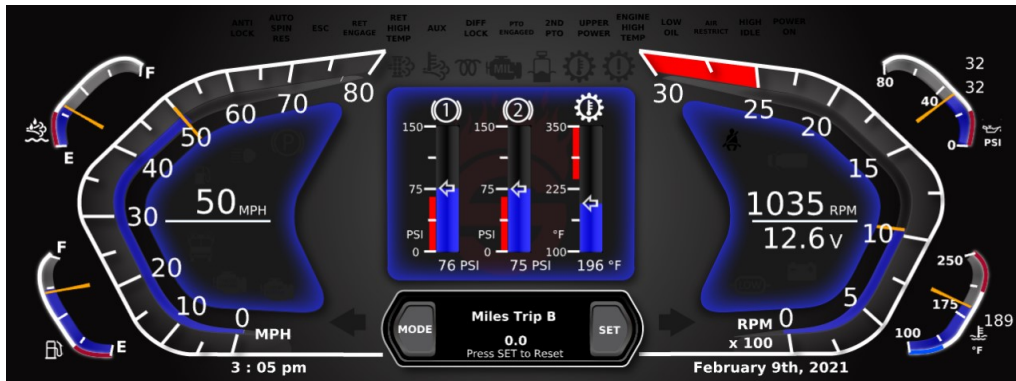 ANTI LOCK
AUTO SPIN RES
ESC
RET ENGAGE
RET HIGH TEMP
AUX
DIFF LOCK
PTO ENGAGED
2ND PTO
UPPER POWER
ENGINE HIGH TEMP
LOW OIL
AIR RESTRICT
HIGH IDLE
POWER ON
MIL
F
E
F
E
80
70
60
50
40
30
20
10
0
MPH
50 MPH
3 : 05 pm
1
2
150
75
PSI
0
76 PSI
150
75
PSI
0
75 PSI
350
225
°F
100
196 °F
MODE
Miles Trip B
0.0
Press SET to Reset
SET
30
25
20
15
10
5
0
RPM
x 100
1035 RPM
12.6 V
February 9th, 2021
80
40
0
32
32
PSI
250
175
100
189
°F